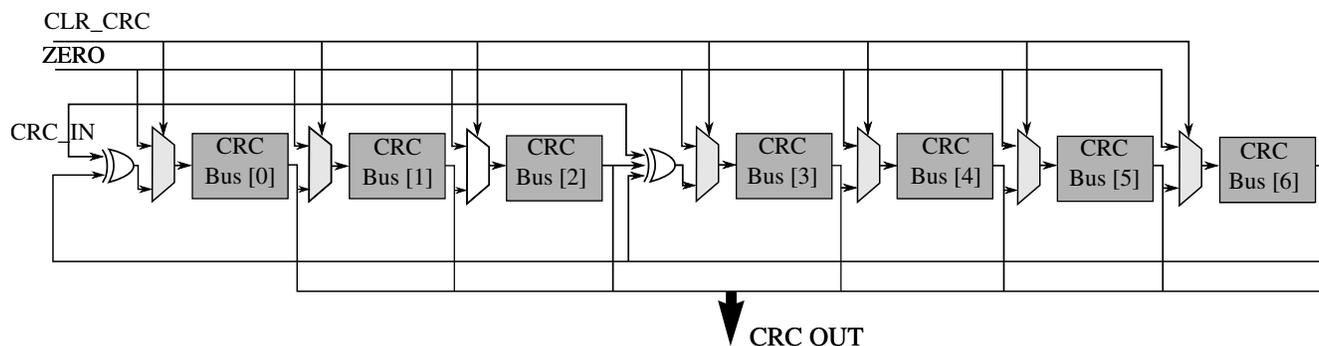 CLR_CRC
ZERO
CRC_IN
CRC
Bus [0]
CRC
Bus [1]
CRC
Bus [2]
CRC
Bus [3]
CRC
Bus [4]
CRC
Bus [5]
CRC
Bus [6]
CRC OUT